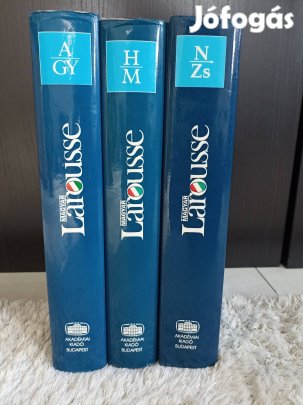 Jófogás
A
GY
MAGYAR
Larousse
AKADÉMIAI
KIADÓ
BUDAPEST
H
M
MAGYAR
Larousse
AKADÉMIAI
KIADÓ
BUDAPEST
N
Zs
MAGYAR
Larousse
AKADÉMIAI
KIADÓ
BUDAPEST